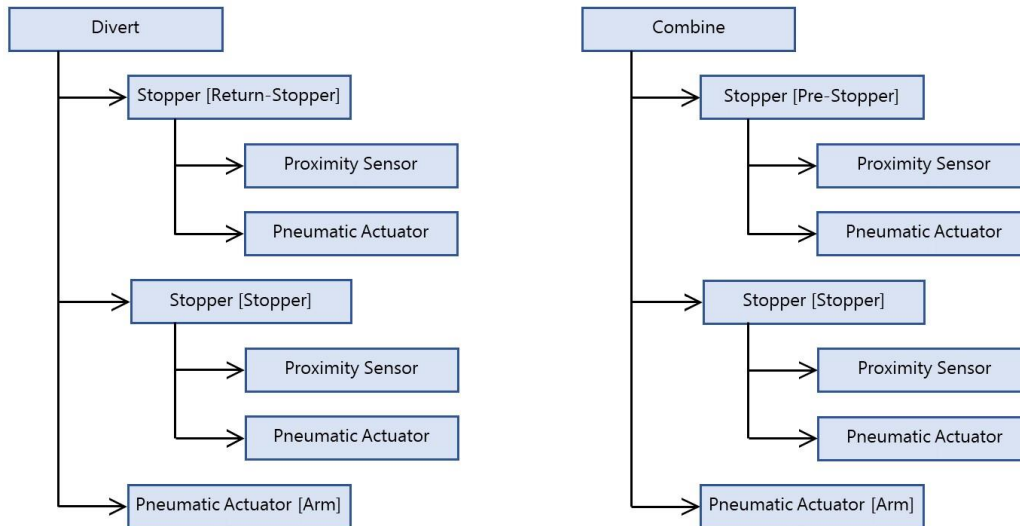 Divert
Stopper [Return-Stopper]
Proximity Sensor
Pneumatic Actuator
Stopper [Stopper]
Proximity Sensor
Pneumatic Actuator
Pneumatic Actuator [Arm]
Combine
Stopper [Pre-Stopper]
Proximity Sensor
Pneumatic Actuator
Stopper [Stopper]
Proximity Sensor
Pneumatic Actuator
Pneumatic Actuator [Arm]